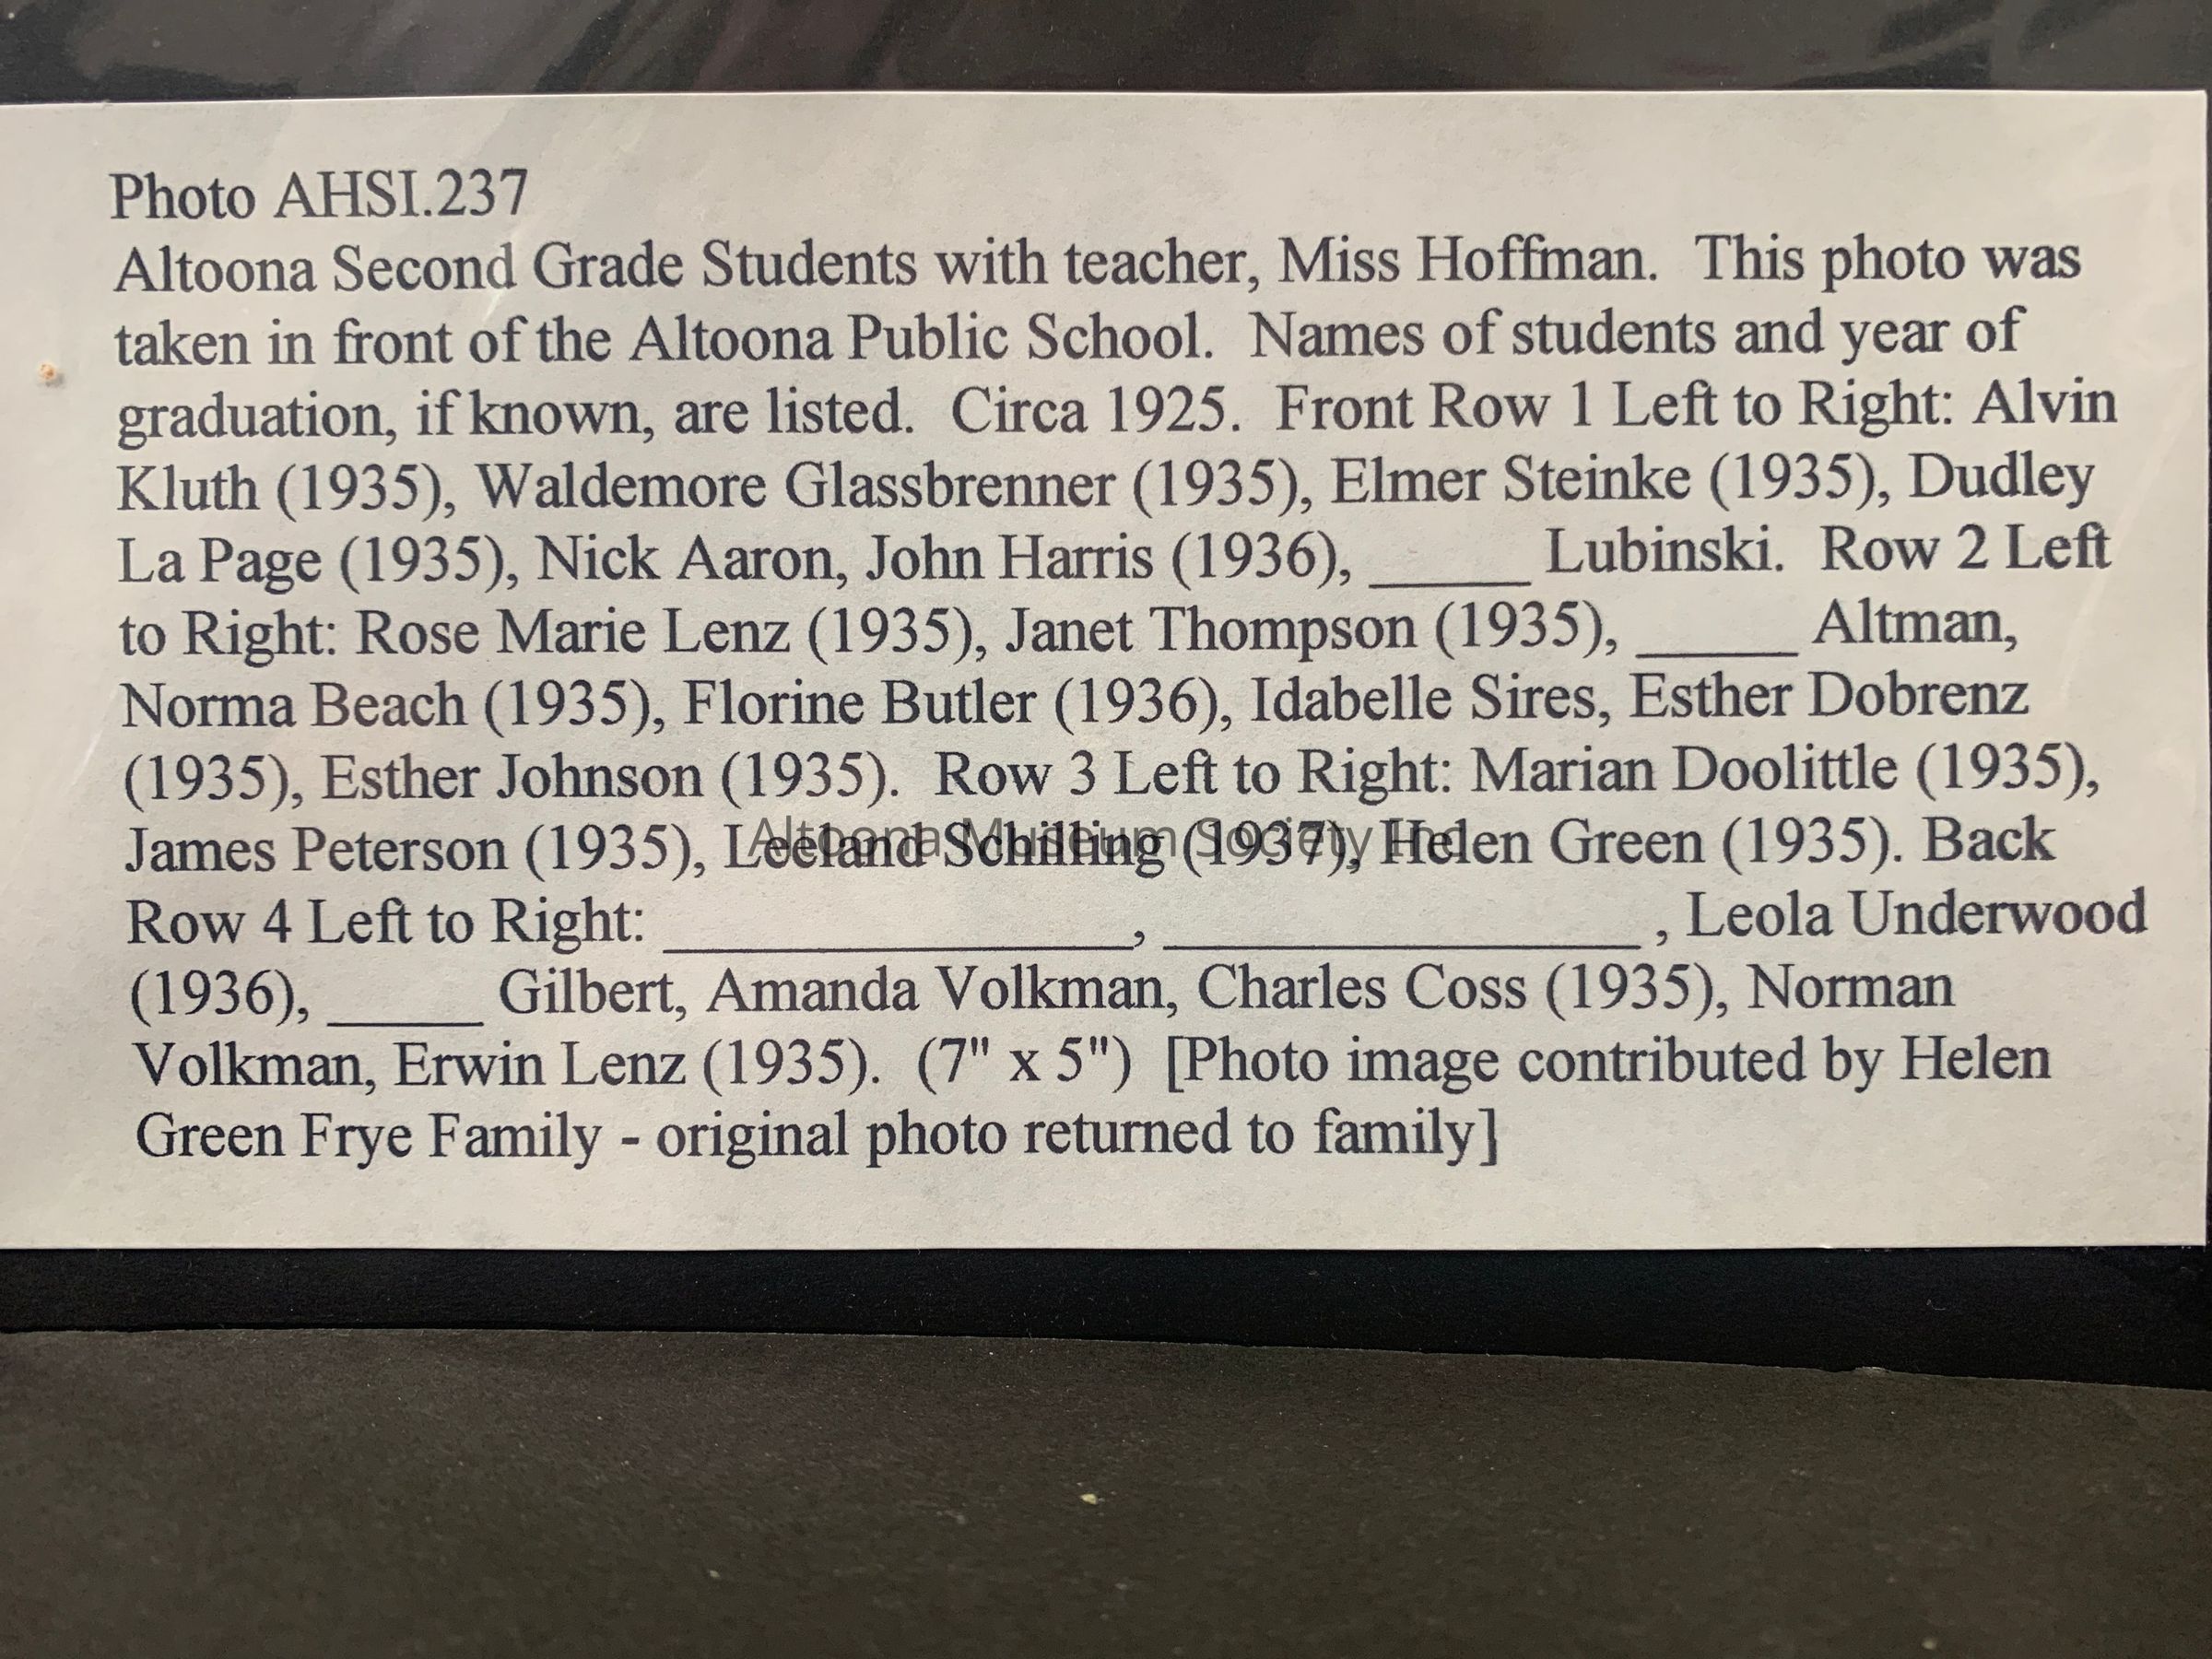 Photo AHSI.237
Altoona Second Grade Students with teacher, Miss Hoffman.  This photo was
taken in front of the Altoona Public School.  Names of students and year of
graduation, if known, are listed.  Circa 1925.  Front Row 1 Left to Right: Alvin
Kluth (1935), Waldemore Glassbrenner (1935), Elmer Steinke (1935), Dudley
La Page (1935), Nick Aaron, John Harris (1936), _____ Lubinski.  Row 2 Left
to Right: Rose Marie Lenz (1935), Janet Thompson (1935), _____ Altman,
Norma Beach (1935), Florine Butler (1936), Idabelle Sires, Esther Dobrenz
(1935), Esther Johnson (1935).  Row 3 Left to Right: Marian Doolittle (1935),
James Peterson (1935), Leeland Schilling (1937), Helen Green (1935). Back
Altoona Museum Society Inc
Row 4 Left to Right: _______________, _______________ , Leola Underwood
(1936), _____ Gilbert, Amanda Volkman, Charles Coss (1935), Norman
Volkman, Erwin Lenz (1935).  (7" x 5")  [Photo image contributed by Helen
Green Frye Family - original photo returned to family]